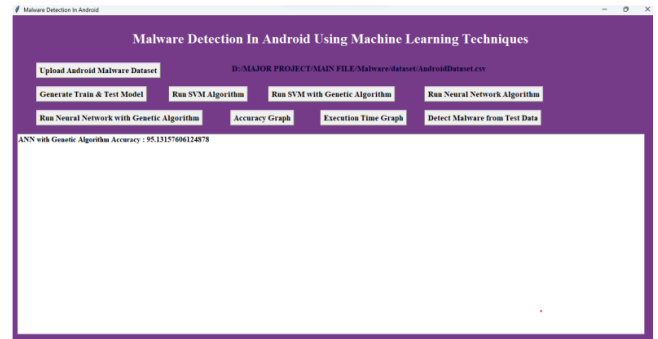 Malware Detection In Android
Malware Detection In Android Using Machine Learning Techniques
Upload Android Malware Dataset D:/MAJOR PROJECT/MAIN FILE/Malware/dataset/AndroidDataset.csv
Generate Train & Test Model Run SVM Algorithm Run SVM with Genetic Algorithm Run Neural Network Algorithm
Run Neural Network with Genetic Algorithm Accuracy Graph Execution Time Graph Detect Malware from Test Data
ANN with Genetic Algorithm Accuracy : 95.13157606124878